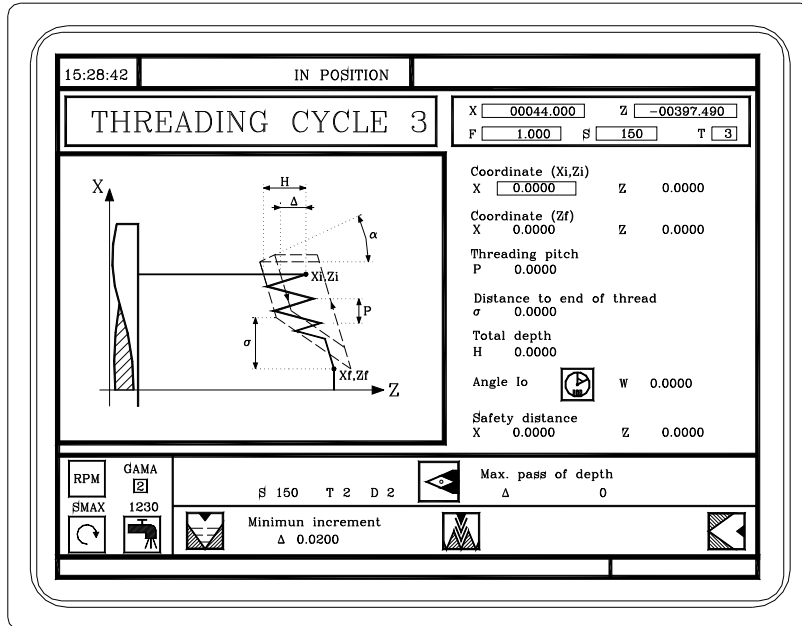 15:28:42 IN POSITION
THREADING CYCLE 3
X 00044.000 Z -00397.490
F 1.000 S 150 T 3
X
H
Δ
α
Xi,Zi
P
σ
Xf,Zf
Z
Coordinate (Xi,Zi)
X 0.0000 Z 0.0000
Coordinate (Zf)
X 0.0000 Z 0.0000
Threading pitch
P 0.0000
Distance to end of thread
σ 0.0000
Total depth
H 0.0000
Angle Io W 0.0000
Safety distance
X 0.0000 Z 0.0000
RPM GAMA
2
SMAX 1230
S 150 T 2 D 2
Max. pass of depth
Δ 0
Minimun increment
Δ 0.0200